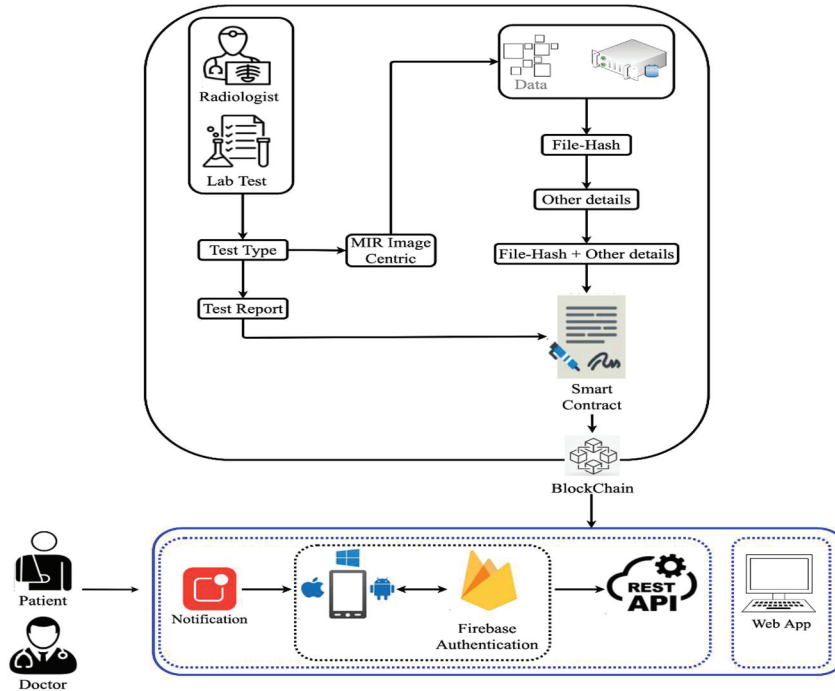 Radiologist
Lab Test
Data
File-Hash
Other details
Test Type
MIR Image
Centric
File-Hash + Other details
Test Report
Smart
Contract
BlockChain
Patient
Doctor
Notification
Firebase
Authentication
REST
API
Web App